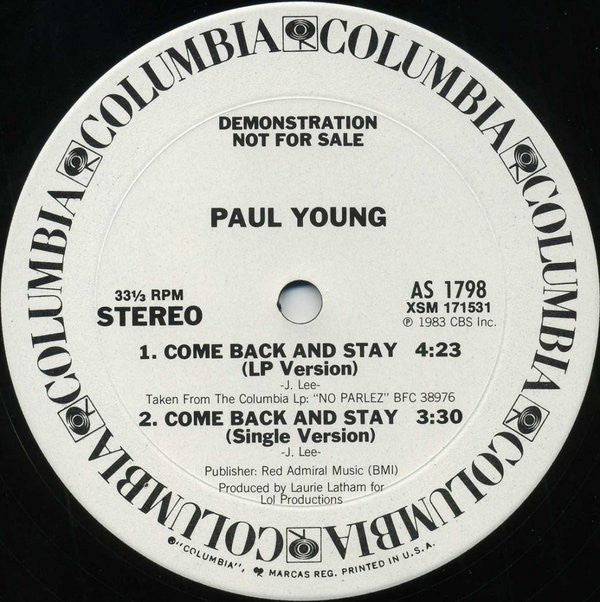 COLUMBIA COLUMBIA COLUMBIA COLUMBIA COLUMBIA COLUMBIA COLUMBIA COLUMBIA
DEMONSTRATION
NOT FOR SALE
PAUL YOUNG
33⅓ RPM
STEREO
AS 1798
XSM 171531
℗ 1983 CBS Inc.
1. COME BACK AND STAY 4:23
(LP Version)
-J. Lee-
Taken From The Columbia Lp: "NO PARLEZ" BFC 38976
2. COME BACK AND STAY 3:30
(Single Version)
-J. Lee-
Publisher: Red Admiral Music (BMI)
Produced by Laurie Latham for
Lol Productions
"COLUMBIA", MARCAS REG. PRINTED IN U.S.A.